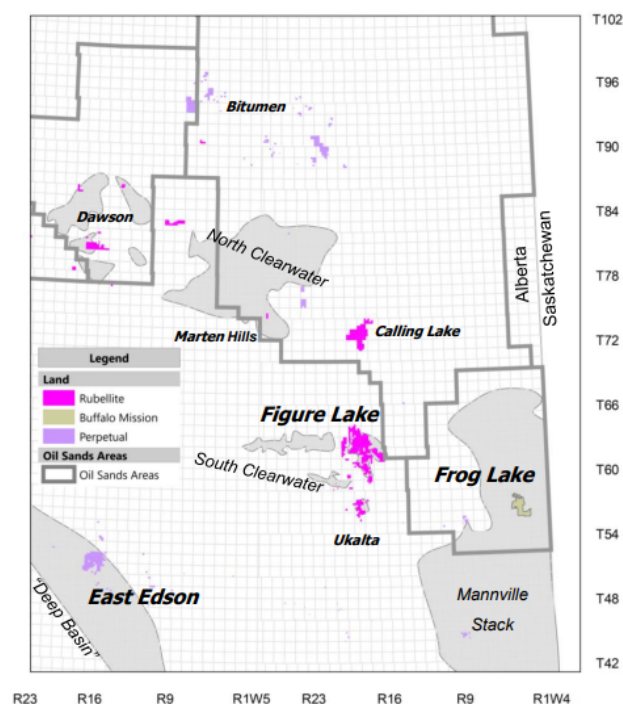 T102
T96
Bitumen
T90
Dawson
T84
North Clearwater
Alberta
Saskatchewan
T78
Marten Hills
Calling Lake
T72
Legend
Land
Rubellite
Buffalo Mission
Perpetual
Oil Sands Areas
Oil Sands Areas
Figure Lake
T66
South Clearwater
Frog Lake
T60
Ukalta
T54
East Edson
"Deep Basin"
Mannville
Stack
T48
T42
R23 R16 R9 R1W5 R23 R16 R9 R1W4